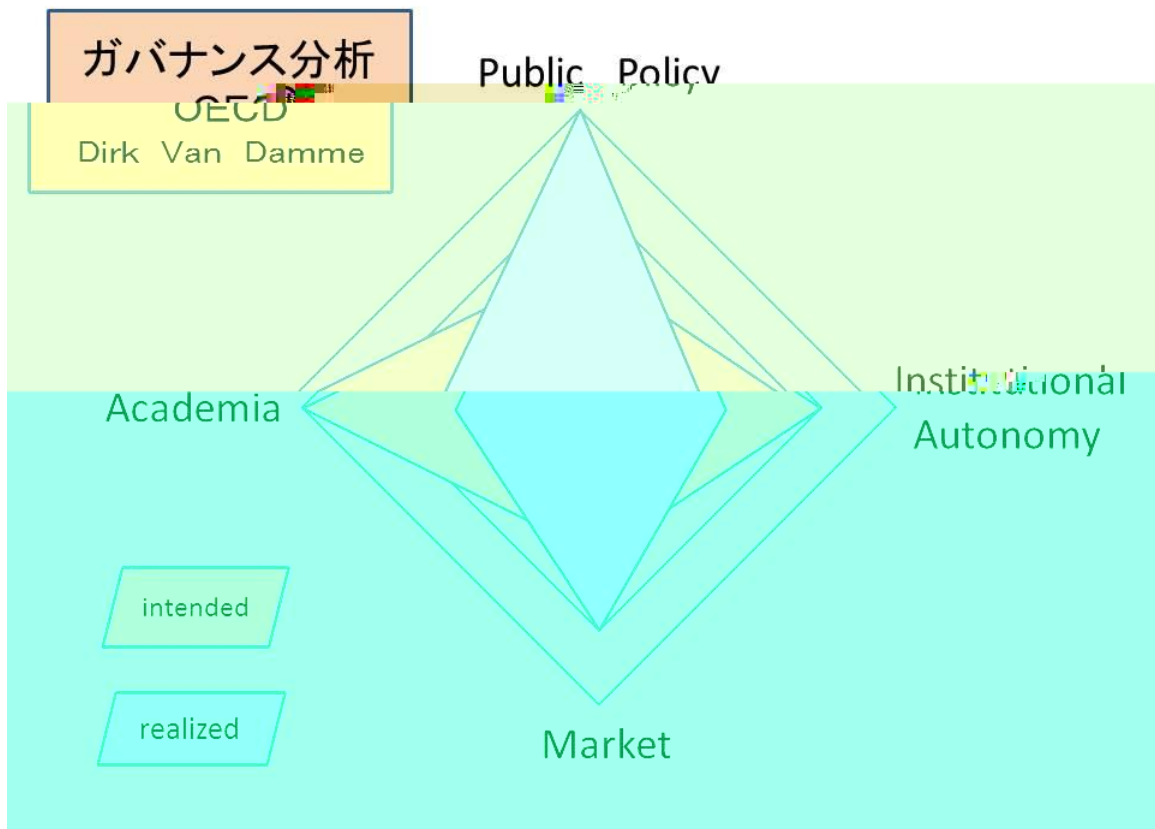 ガバナンス分析
OECD
Dirk Van Damme
Public Policy
Academia
Institutional
Autonomy
intended
realized
Market